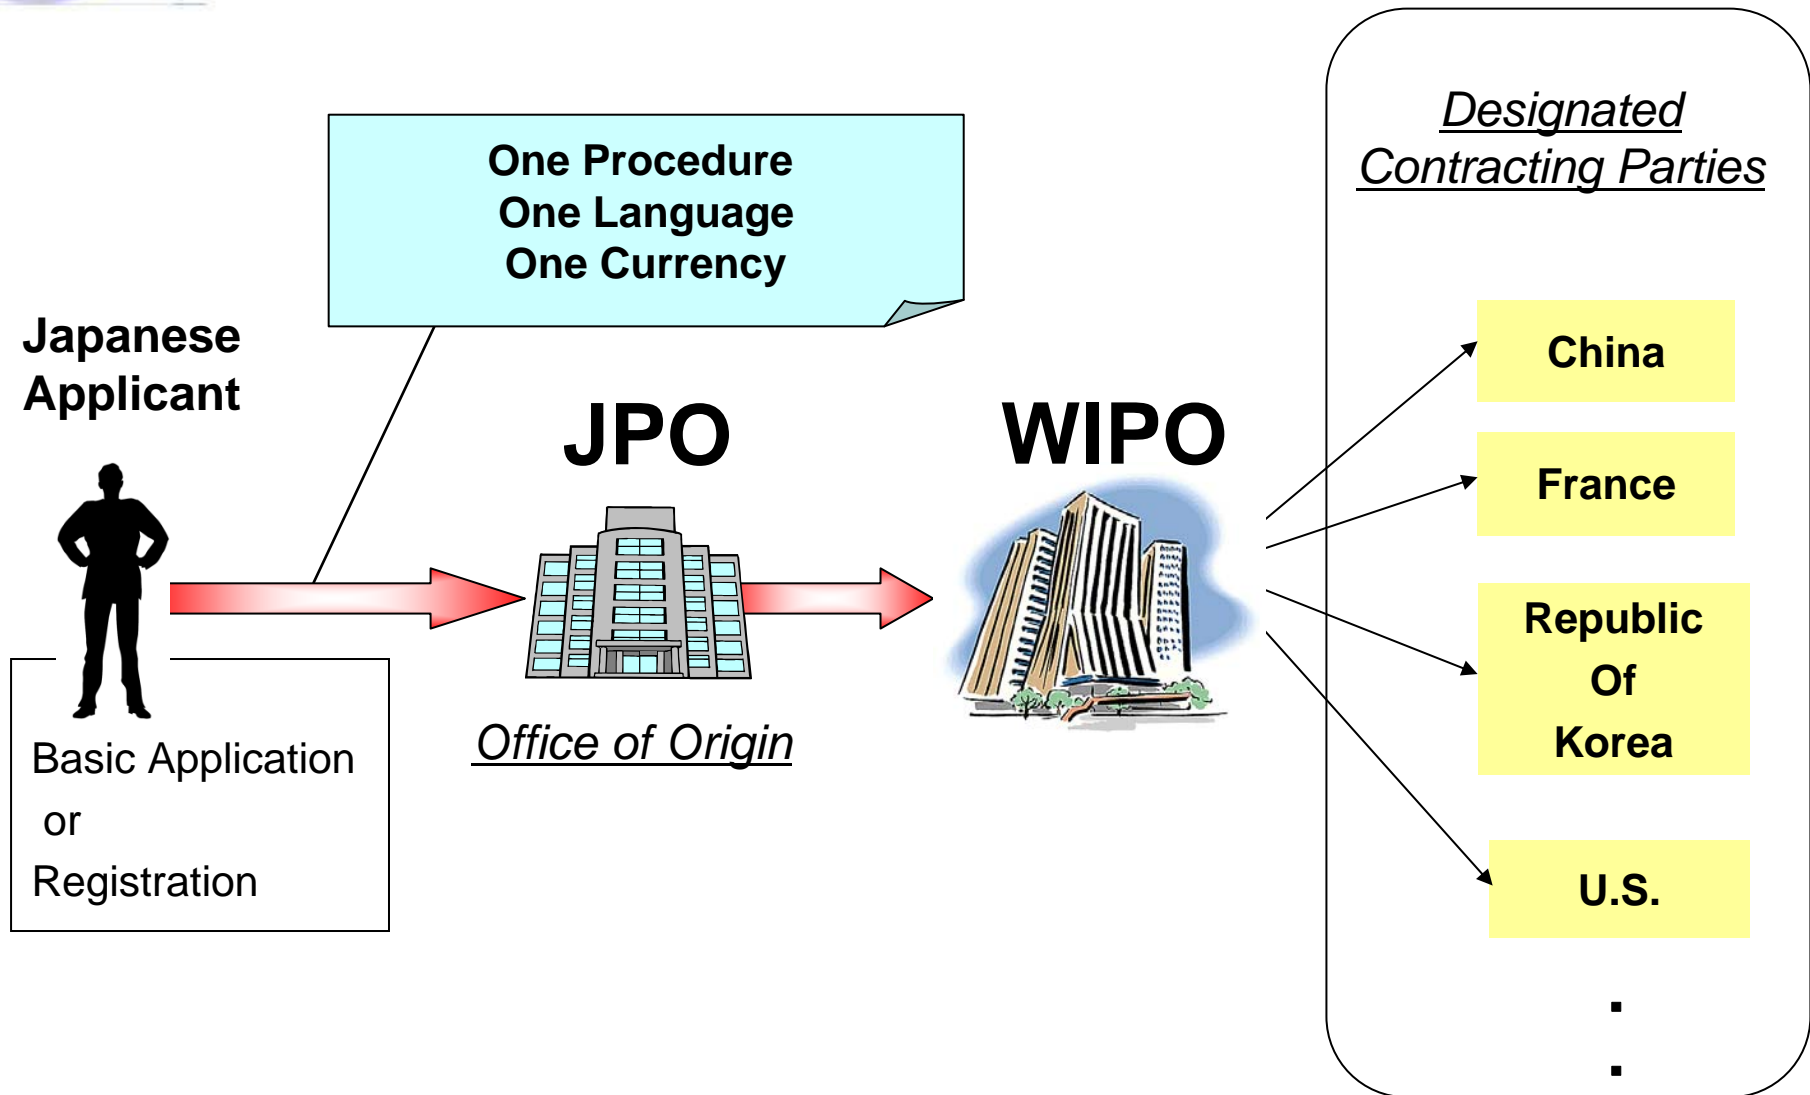 One Procedure
One Language
One Currency
Japanese
Applicant
JPO
WIPO
Office of Origin
Basic Application
or
Registration
Designated
Contracting Parties
China
France
Republic
Of
Korea
U.S.
.
.